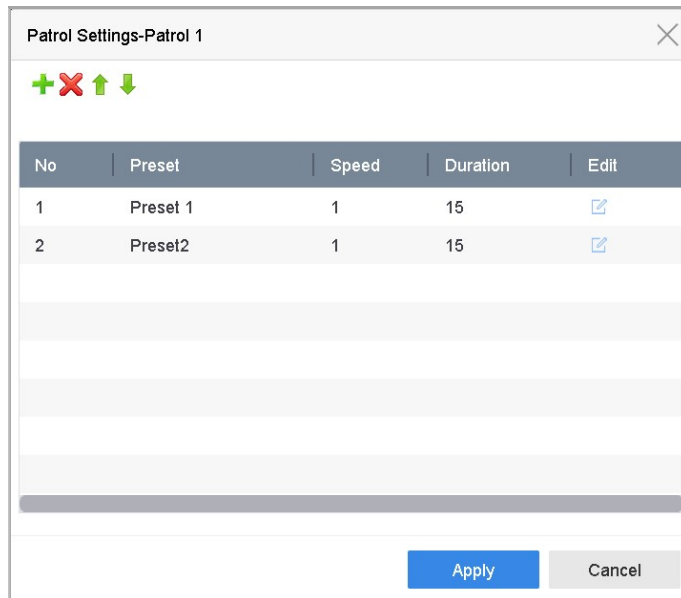 Patrol Settings-Patrol 1
No Preset Speed Duration Edit
1 Preset 1 1 15
2 Preset2 1 15
Apply Cancel